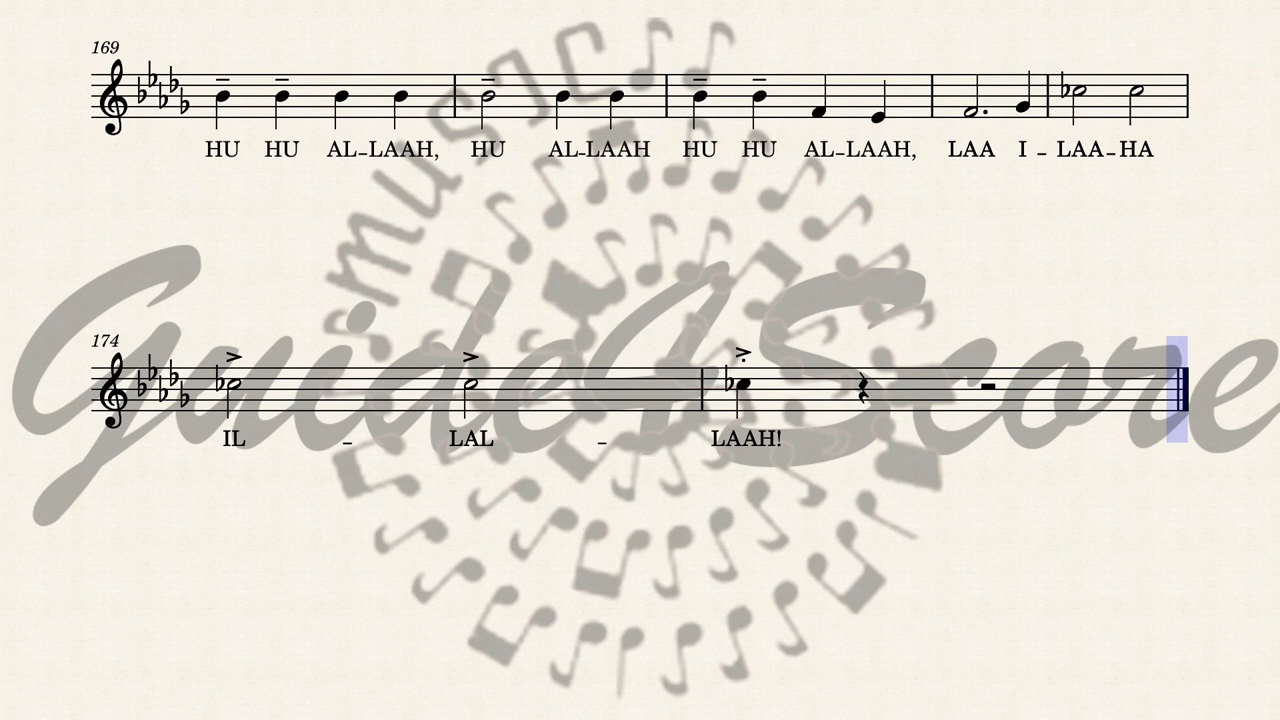 169
HU HU AL-LAAH, HU AL-LAAH HU HU AL-LAAH, LAA I - LAA-HA
174
IL - LAL - LAAH!
music
Guide4Score